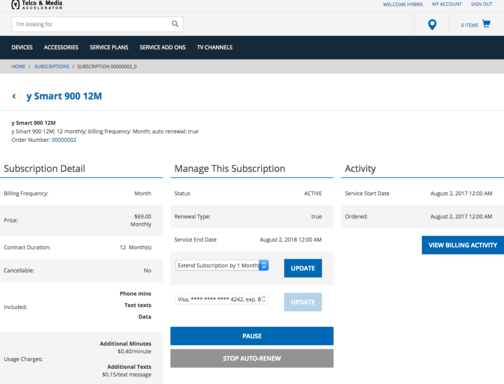 Telco & Media
ACCELERATOR
WELCOME HYBRIS MY ACCOUNT SIGN OUT
I'm looking for
0 ITEMS
DEVICES ACCESSORIES SERVICE PLANS SERVICE ADD ONS TV CHANNELS
HOME / SUBSCRIPTIONS / SUBSCRIPTION 00000002_0
‹ y Smart 900 12M
y Smart 900 12M
y Smart 900 12M; 12 monthly; billing frequency: Month; auto renewal: true
Order Number: 00000002
Subscription Detail
Billing Frequency: Month
Price: $69.00
Monthly
Contract Duration: 12 Month(s)
Cancellable: No
Included: Phone mins
Text texts
Data
Usage Charges: Additional Minutes
$0.40/minute
Additional Texts
$0.15/text message
Manage This Subscription
Status ACTIVE
Renewal Type: true
Service End Date August 2, 2018 12:00 AM
Extend Subscription by 1 Month UPDATE
Visa, **** **** **** 4242, exp. 8 UPDATE
PAUSE
STOP AUTO-RENEW
Activity
Service Start Date August 2, 2017 12:00 AM
Ordered: August 2, 2017 12:00 AM
VIEW BILLING ACTIVITY